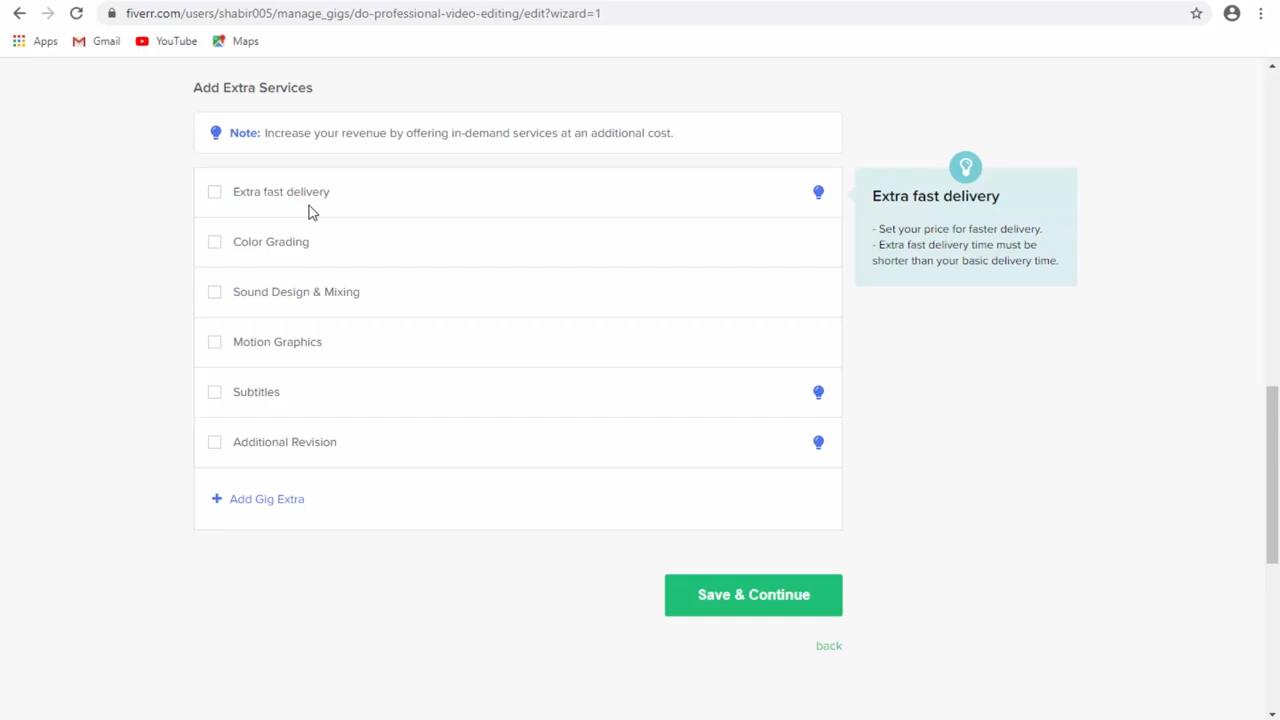 fiverr.com/users/shabir005/manage_gigs/do-professional-video-editing/edit?wizard=1
Apps Gmail YouTube Maps
Add Extra Services
Note: Increase your revenue by offering in-demand services at an additional cost.
Extra fast delivery
Color Grading
Sound Design & Mixing
Motion Graphics
Subtitles
Additional Revision
+ Add Gig Extra
Extra fast delivery
- Set your price for faster delivery.
- Extra fast delivery time must be
shorter than your basic delivery time.
Save & Continue
back